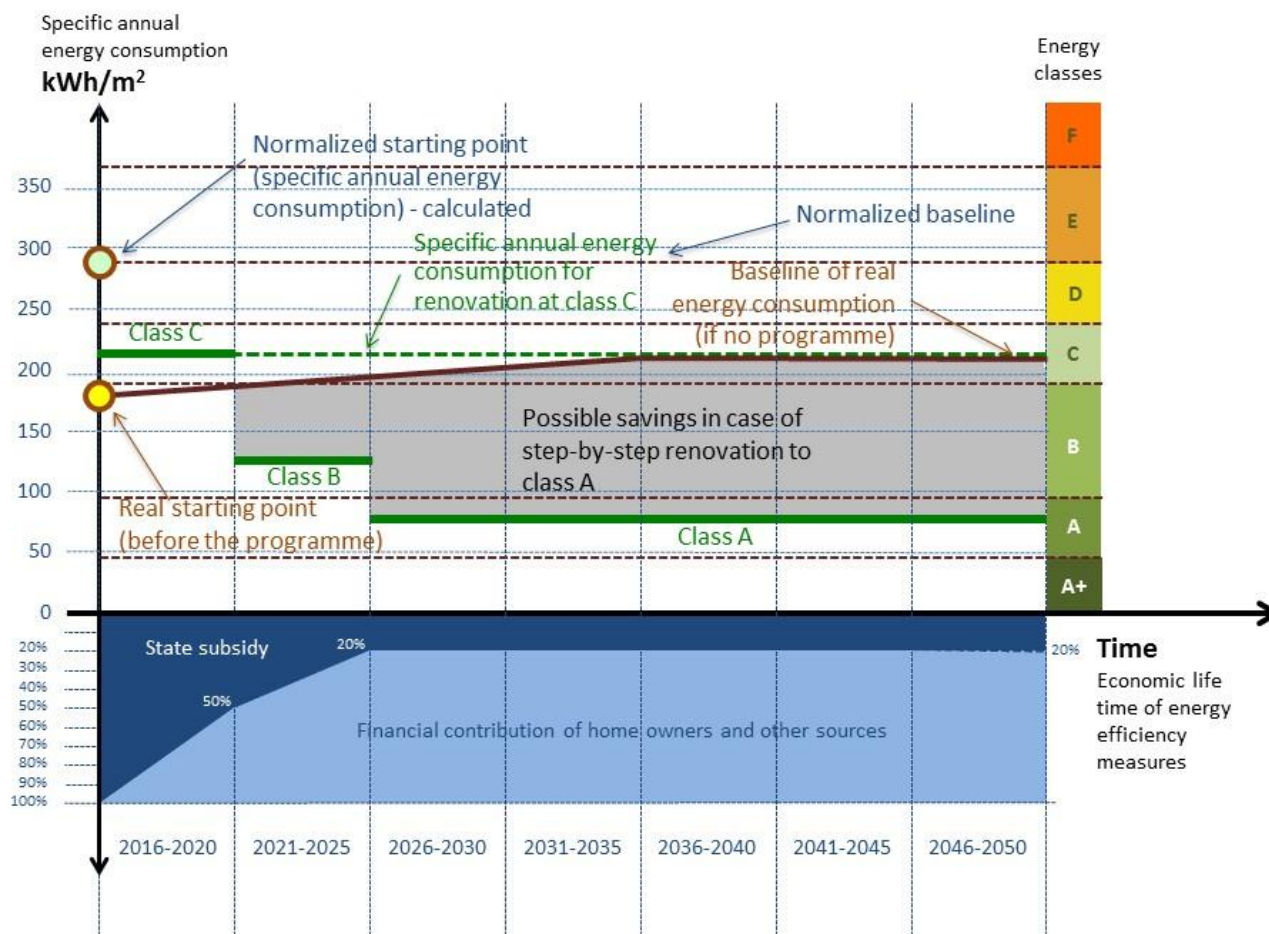 Specific annual
energy consumption
kWh/m²
Energy
classes
Normalized starting point
(specific annual energy
consumption) - calculated
Normalized baseline
Specific annual energy
consumption for
renovation at class C
Baseline of real
energy consumption
(if no programme)
F
E
D
C
B
A
A+
350
300
250
200
150
100
50
0
Class C
Class B
Class A
Possible savings in case of
step-by-step renovation to
class A
Real starting point
(before the programme)
State subsidy
20%
50%
20%
Financial contribution of home owners and other sources
20%
30%
40%
50%
60%
70%
80%
90%
100%
Time
Economic life
time of energy
efficiency
measures
2016-2020
2021-2025
2026-2030
2031-2035
2036-2040
2041-2045
2046-2050